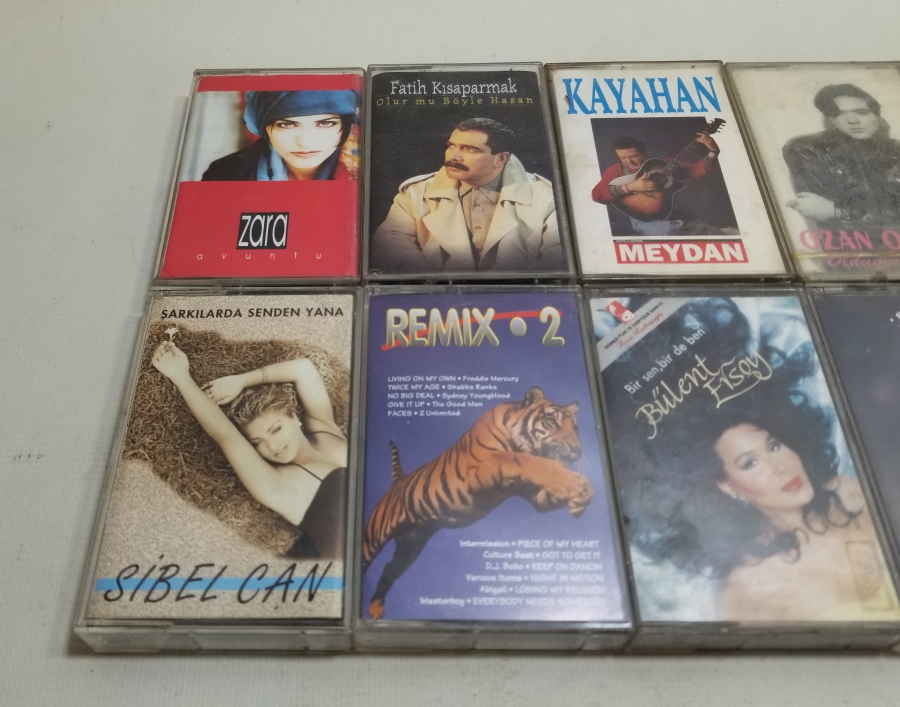 zara
avuntu
Fatih Kısaparmak
Olur mu Böyle Hasan
KAYAHAN
MEYDAN
OZAN O
ŞARKILARDA SENDEN YANA
SİBEL CAN
REMIX • 2
LIVING ON MY OWN • Freddie Mercury
TWICE MY AGE • Shabba Ranks
NO BIG DEAL • Sydney Youngblood
GIVE IT UP • The Good Men
FACES • 2 Unlimited
Intermission • PIECE OF MY HEART
Culture Beat • GOT TO GET IT
D.J. Bobo • KEEP ON DANCIN
Various Items • NIGHT IN MOTION
Abigail • LOSING MY RELIGION
Masterboy • EVERYBODY NEEDS SOMEBODY
Bir sen, bir de ben
Bülent
Ersoy